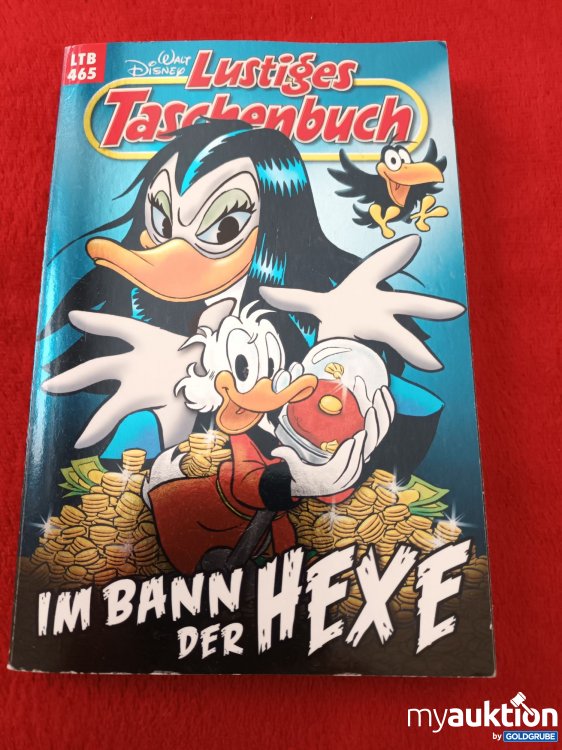 LTB
465
WALT
DISNEY
Lustiges
Taschenbuch
IM BANN
DER HEXE
myauktion
by GOLDGRUBE